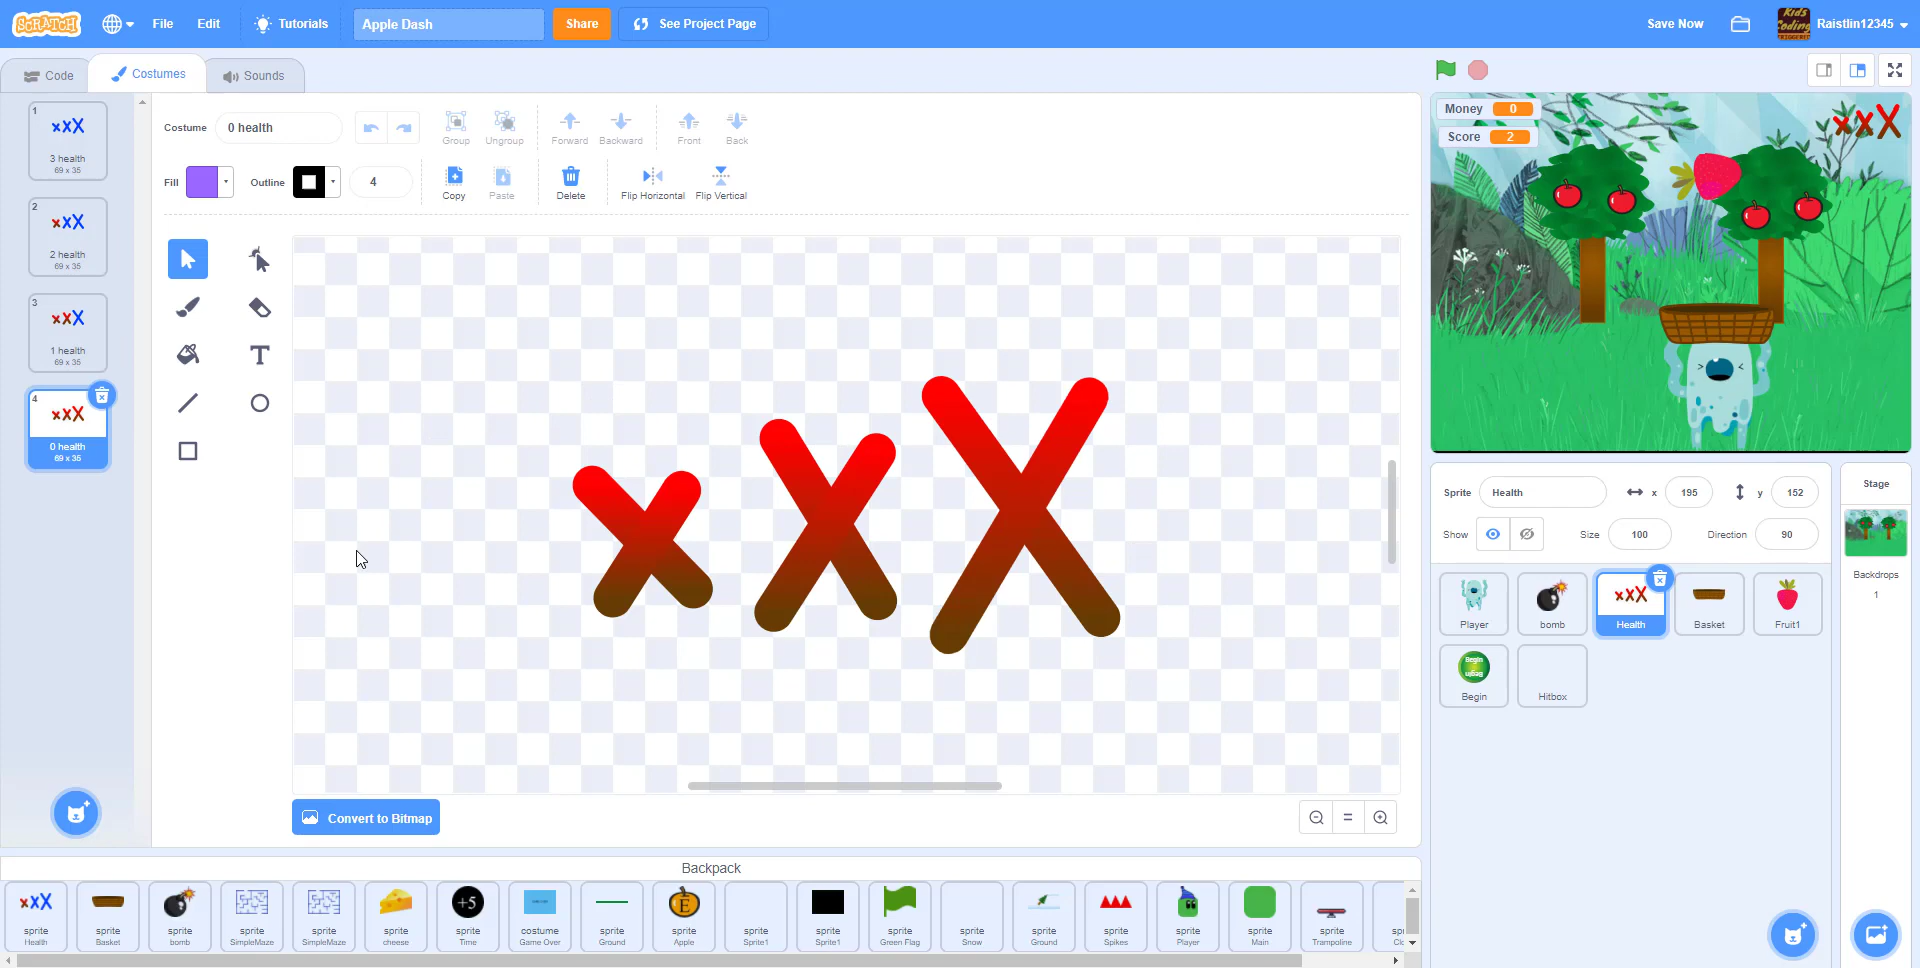 SCRATCH File Edit Tutorials Apple Dash Share See Project Page Save Now Kids Coding TRIGGERED Raistlin12345
Code Costumes Sounds
1
3 health
69 x 35
2
2 health
69 x 35
3
1 health
69 x 35
4
0 health
69 x 35
Costume 0 health Group Ungroup Forward Backward Front Back
Fill Outline 4 Copy Paste Delete Flip Horizontal Flip Vertical
Convert to Bitmap
Money 0
Score 2
Sprite Health x 195 y 152
Show Size 100 Direction 90
Player bomb Health Basket Fruit1
Begin Hitbox
Stage
Backdrops
1
Backpack
sprite
Health
sprite
Basket
sprite
bomb
sprite
SimpleMaze
sprite
SimpleMaze
sprite
cheese
+5
sprite
Time
costume
Game Over
sprite
Ground
E
sprite
Apple
sprite
Sprite1
sprite
Sprite1
sprite
Green Flag
sprite
Snow
sprite
Ground
sprite
Spikes
sprite
Player
sprite
Main
sprite
Trampoline